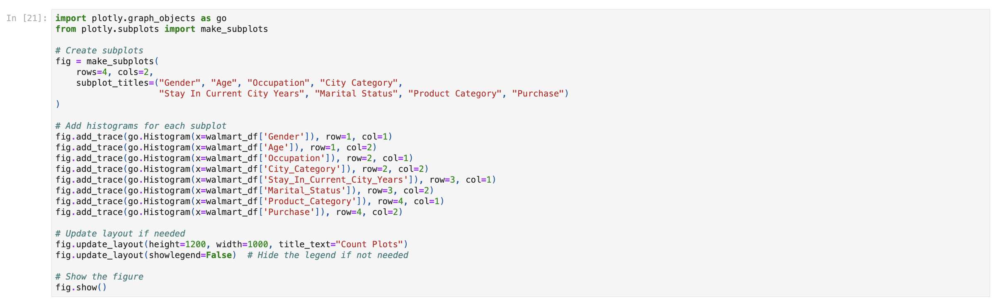 In [21]:
import plotly.graph_objects as go
from plotly.subplots import make_subplots

# Create subplots
fig = make_subplots(
    rows=4, cols=2,
    subplot_titles=("Gender", "Age", "Occupation", "City Category",
                    "Stay In Current City Years", "Marital Status", "Product Category", "Purchase")
)

# Add histograms for each subplot
fig.add_trace(go.Histogram(x=walmart_df['Gender']), row=1, col=1)
fig.add_trace(go.Histogram(x=walmart_df['Age']), row=1, col=2)
fig.add_trace(go.Histogram(x=walmart_df['Occupation']), row=2, col=1)
fig.add_trace(go.Histogram(x=walmart_df['City_Category']), row=2, col=2)
fig.add_trace(go.Histogram(x=walmart_df['Stay_In_Current_City_Years']), row=3, col=1)
fig.add_trace(go.Histogram(x=walmart_df['Marital_Status']), row=3, col=2)
fig.add_trace(go.Histogram(x=walmart_df['Product_Category']), row=4, col=1)
fig.add_trace(go.Histogram(x=walmart_df['Purchase']), row=4, col=2)

# Update layout if needed
fig.update_layout(height=1200, width=1000, title_text="Count Plots")
fig.update_layout(showlegend=False)  # Hide the legend if not needed

# Show the figure
fig.show()